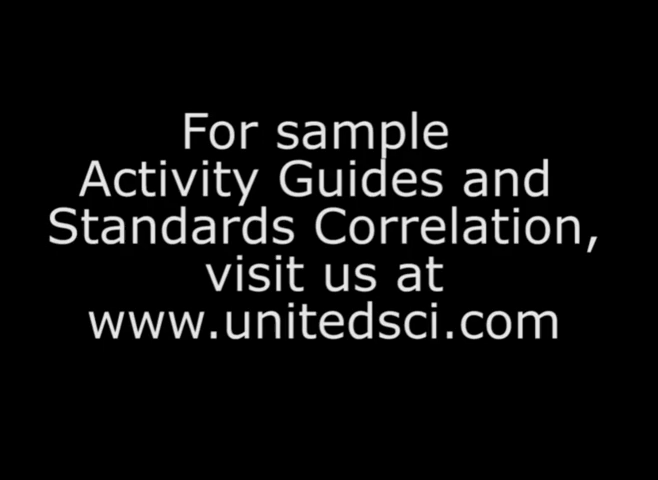 For sample
Activity Guides and
Standards Correlation,
visit us at
www.unitedsci.com